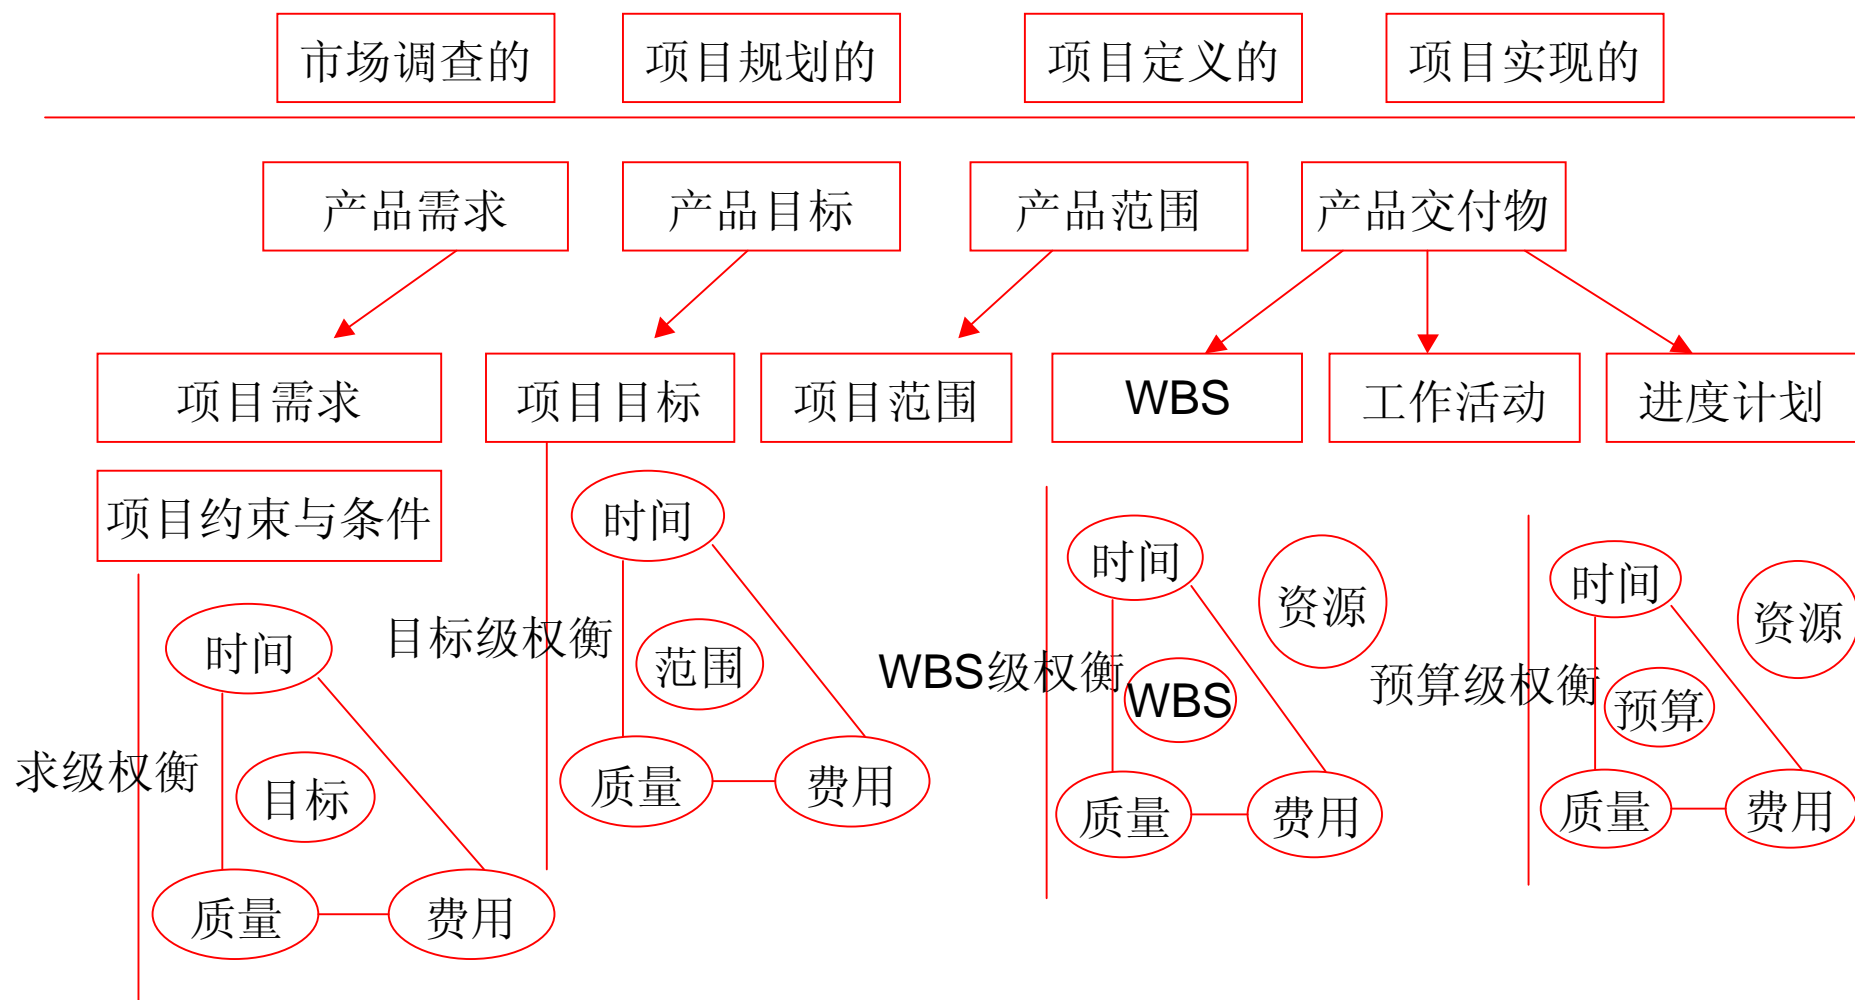 市场调查的
项目规划的
项目定义的
项目实现的
产品需求
产品目标
产品范围
产品交付物
项目需求
项目目标
项目范围
WBS
工作活动
进度计划
项目约束与条件
求级权衡
时间
目标
质量
费用
目标级权衡
时间
范围
质量
费用
WBS级权衡
时间
资源
WBS
质量
费用
预算级权衡
时间
资源
预算
质量
费用